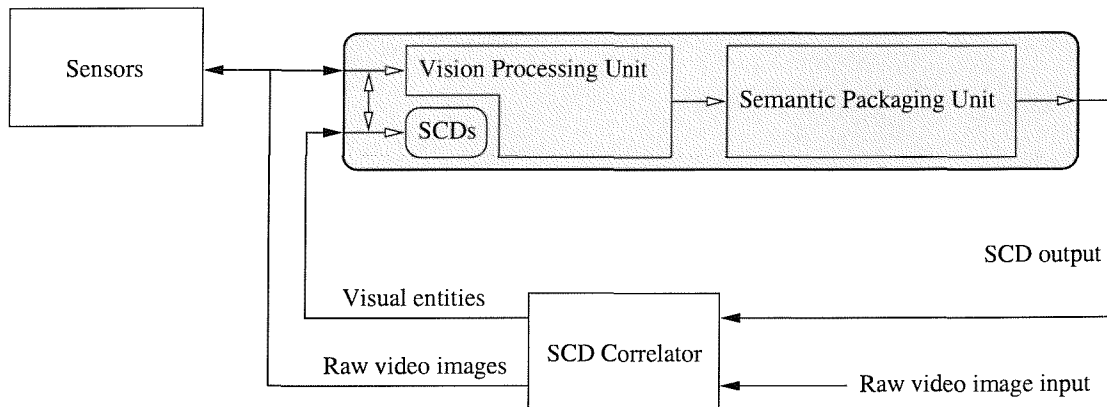 Sensors
Vision Processing Unit
SCDs
Semantic Packaging Unit
SCD output
Visual entities
SCD Correlator
Raw video images
Raw video image input